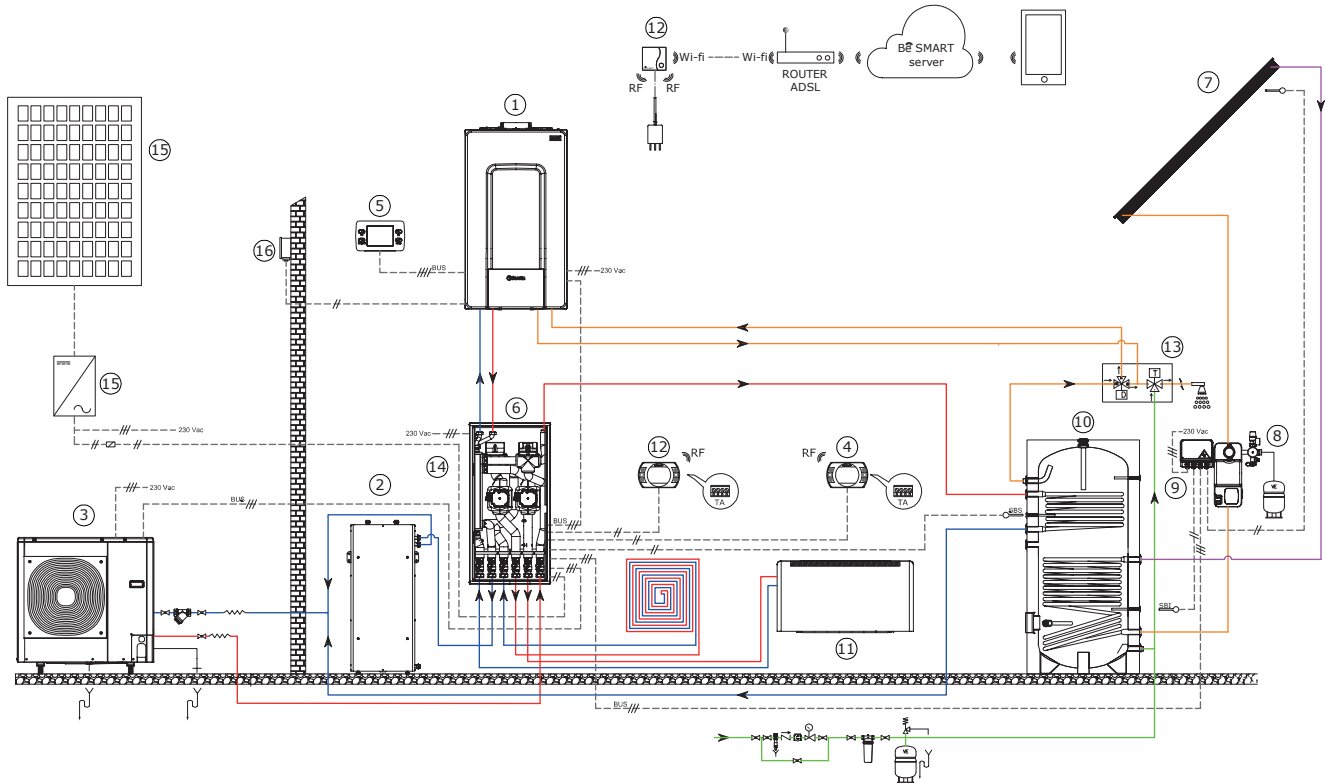 12
Wi-fi
Wi-fi
BE SMART
server
ROUTER
ADSL
RF
RF
7
1
15
5
16
BUS
230 Vac
13
T
D
15
6
10
230 Vac
230 Vac
14
12
RF
4
RF
230 Vac
8
9
VE
TA
TA
2
230 Vac
BUS
3
BUS
SBS
SBI
11
BUS
VE